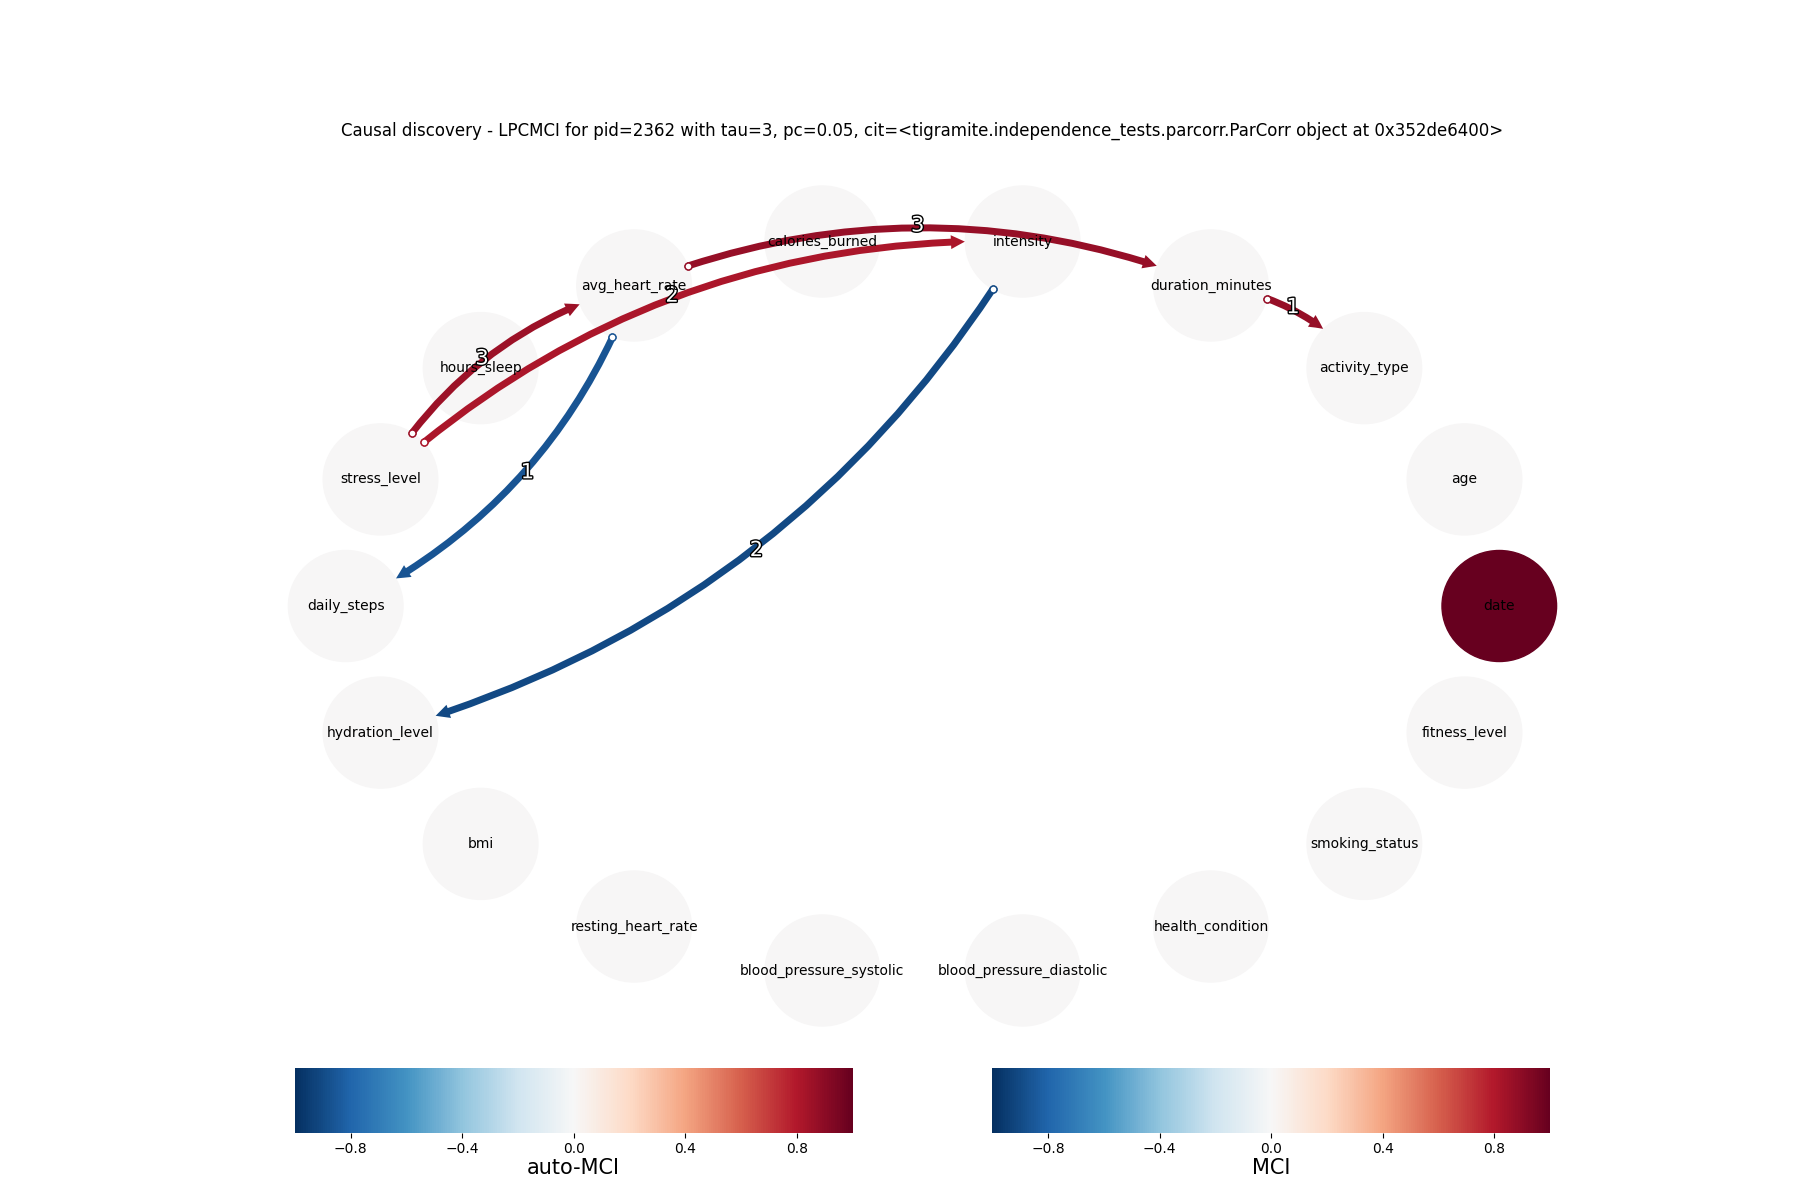 Causal discovery - LPCMCI for pid=2362 with tau=3, pc=0.05, cit=<tigramite.independence_tests.parcorr.ParCorr object at 0x352de6400>
3
calories_burned
intensity
avg_heart_rate
2
duration_minutes
1
3
hours_sleep
activity_type
stress_level
1
age
2
daily_steps
date
hydration_level
fitness_level
bmi
smoking_status
resting_heart_rate
health_condition
blood_pressure_systolic
blood_pressure_diastolic
−0.8 −0.4 0.0 0.4 0.8
auto-MCI
−0.8 −0.4 0.0 0.4 0.8
MCI